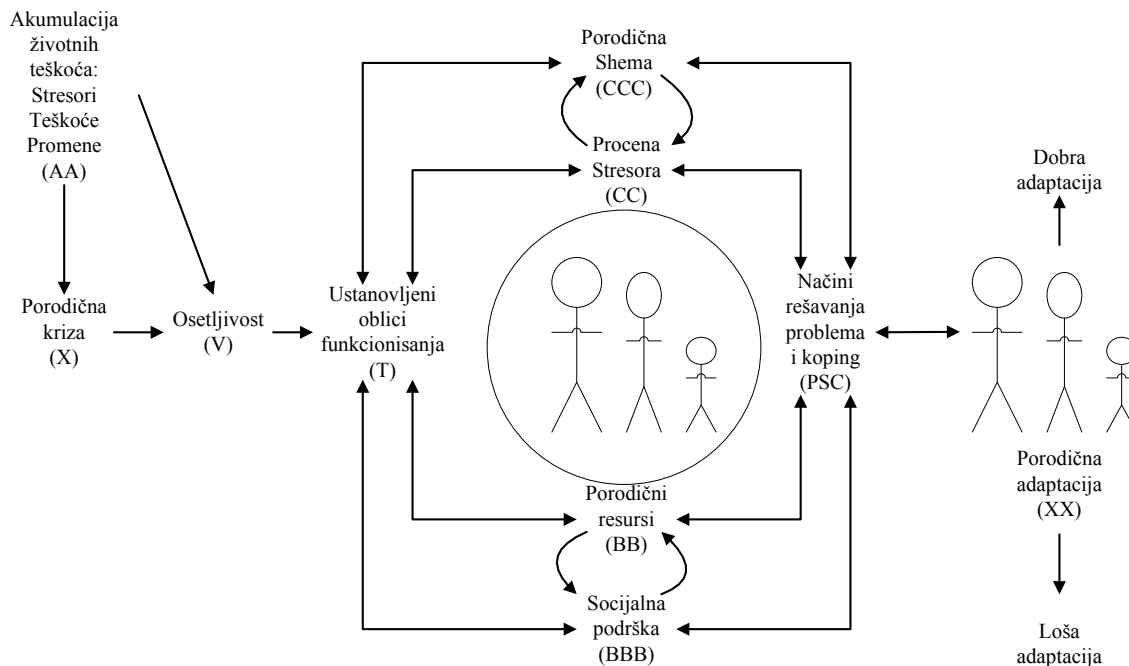 Akumulacija
životnih
teškoća:
Stresori
Teškoće
Promene
(AA)
Porodična
kriza
(X)
Osetljivost
(V)
Ustanovljeni
oblici
funkcionisanja
(T)
Porodična
Shema
(CCC)
Procena
Stresora
(CC)
Porodični
resursi
(BB)
Socijalna
podrška
(BBB)
Načini
rešavanja
problema
i koping
(PSC)
Dobra
adaptacija
Porodična
adaptacija
(XX)
Loša
adaptacija